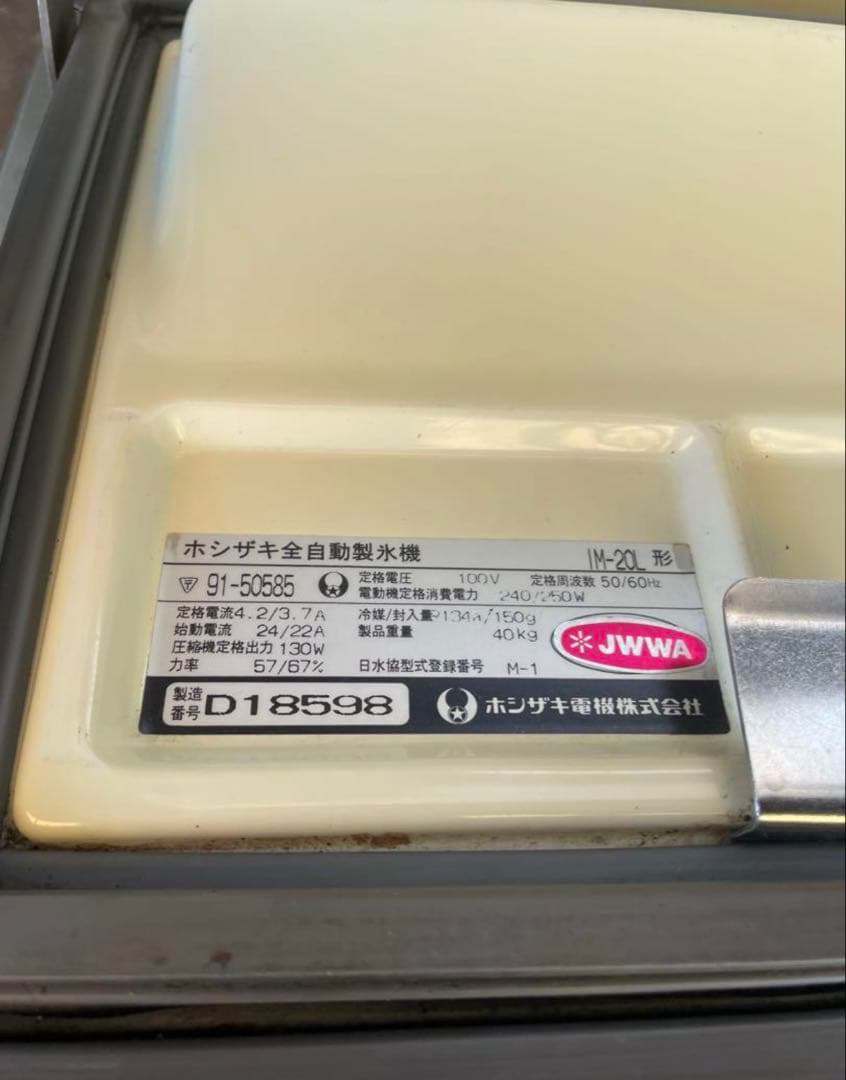 ホシザキ全自動製氷機 IM-20L 形
91-50585 定格電圧 100V 定格周波数 50/60Hz
電動機定格消費電力 240/250W
定格電流4.2/3.7A 冷媒/封入量R134a/150g
始動電流 24/22A 製品重量 40kg
圧縮機定格出力 130W
力率 57/67% 日水協型式登録番号 M-1
JWWA
製造番号 D18598 ホシザキ電機株式会社